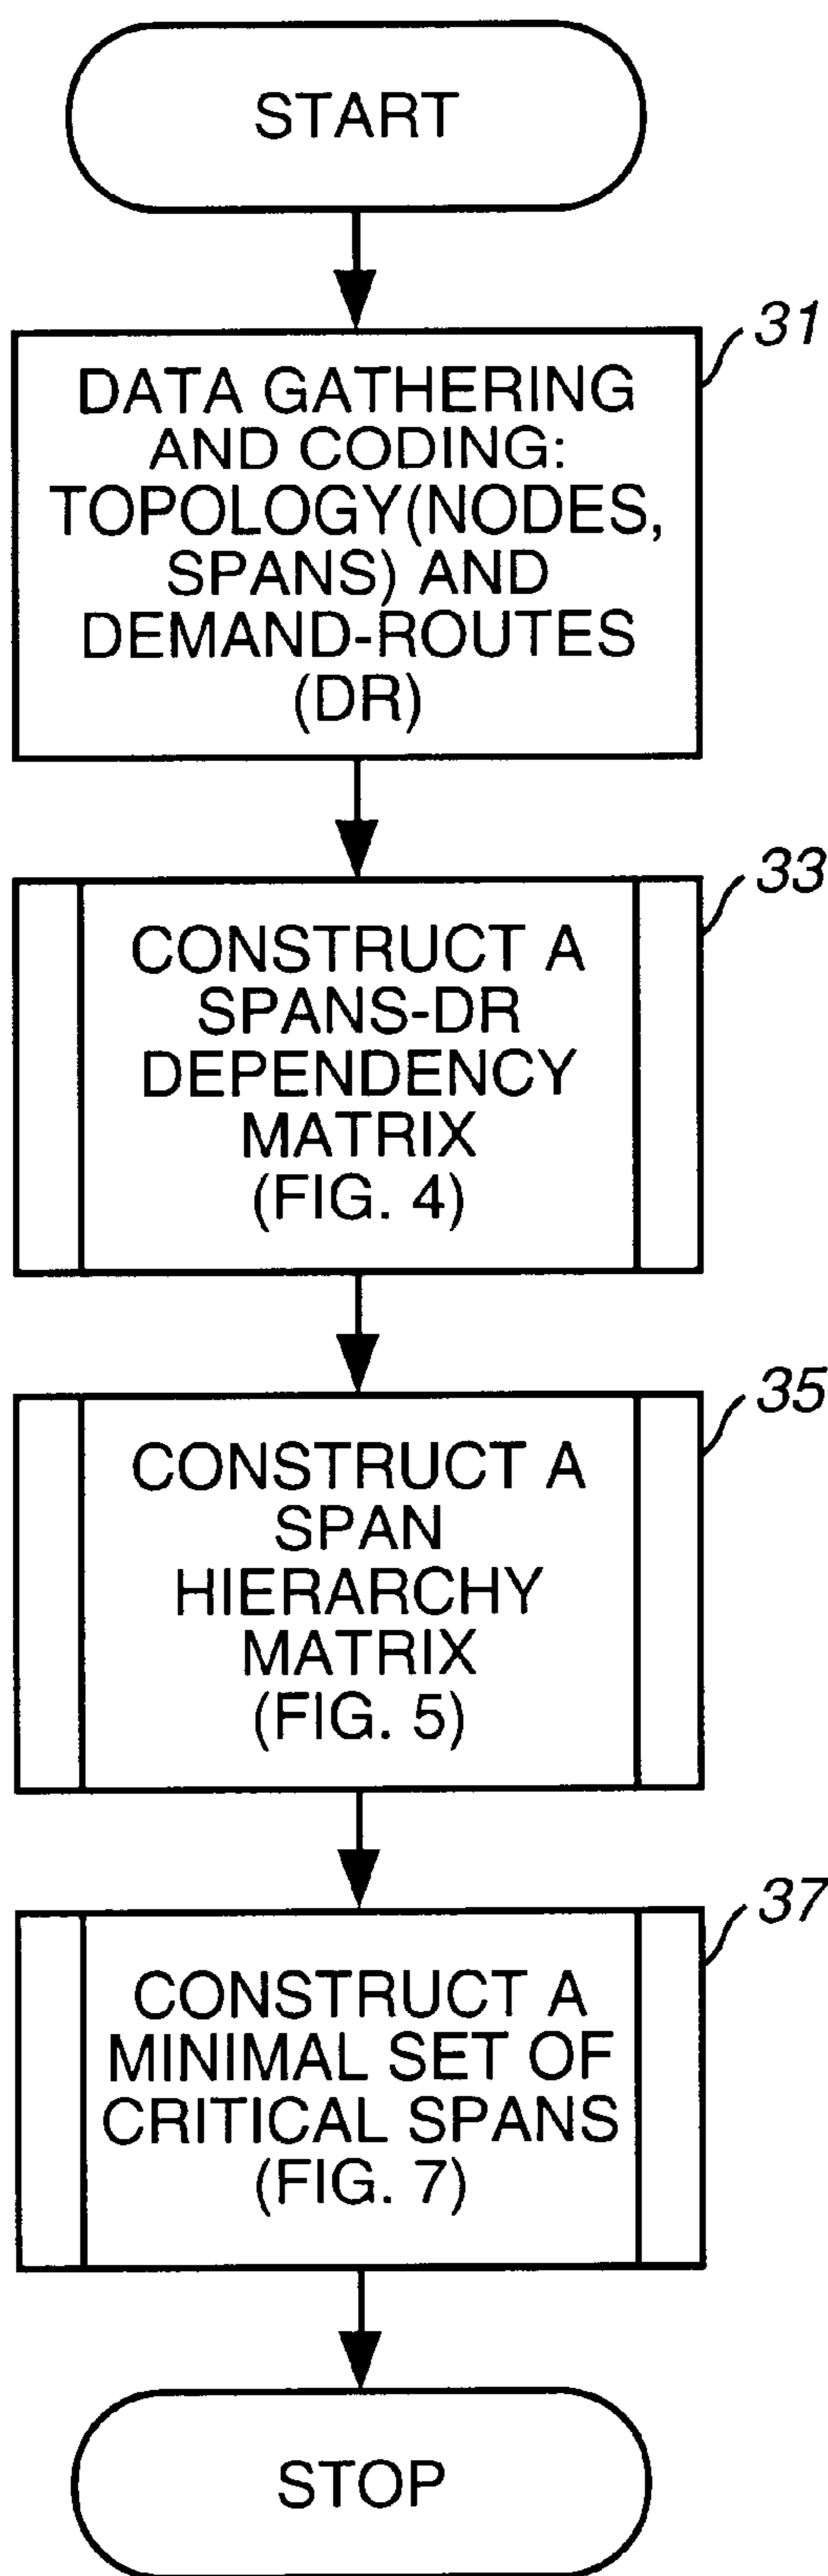 START
31
DATA GATHERING
AND CODING:
TOPOLOGY(NODES,
SPANS) AND
DEMAND-ROUTES
(DR)
33
CONSTRUCT A
SPANS-DR
DEPENDENCY
MATRIX
(FIG. 4)
35
CONSTRUCT A
SPAN
HIERARCHY
MATRIX
(FIG. 5)
37
CONSTRUCT A
MINIMAL SET OF
CRITICAL SPANS
(FIG. 7)
STOP